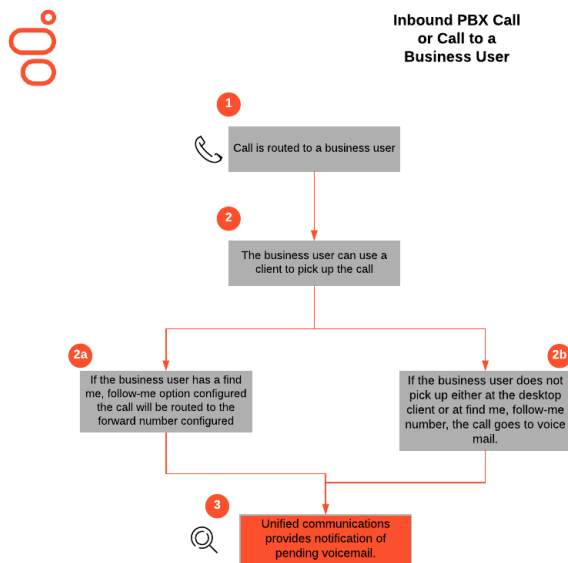 Inbound PBX Call
or Call to a
Business User
1
Call is routed to a business user
2
The business user can use a
client to pick up the call
2a
If the business user has a find
me, follow-me option configured
the call will be routed to the
forward number configured
2b
If the business user does not
pick up either at the desktop
client or at find me, follow-me
number, the call goes to voice
mail.
3
Unified communications
provides notification of
pending voicemail.